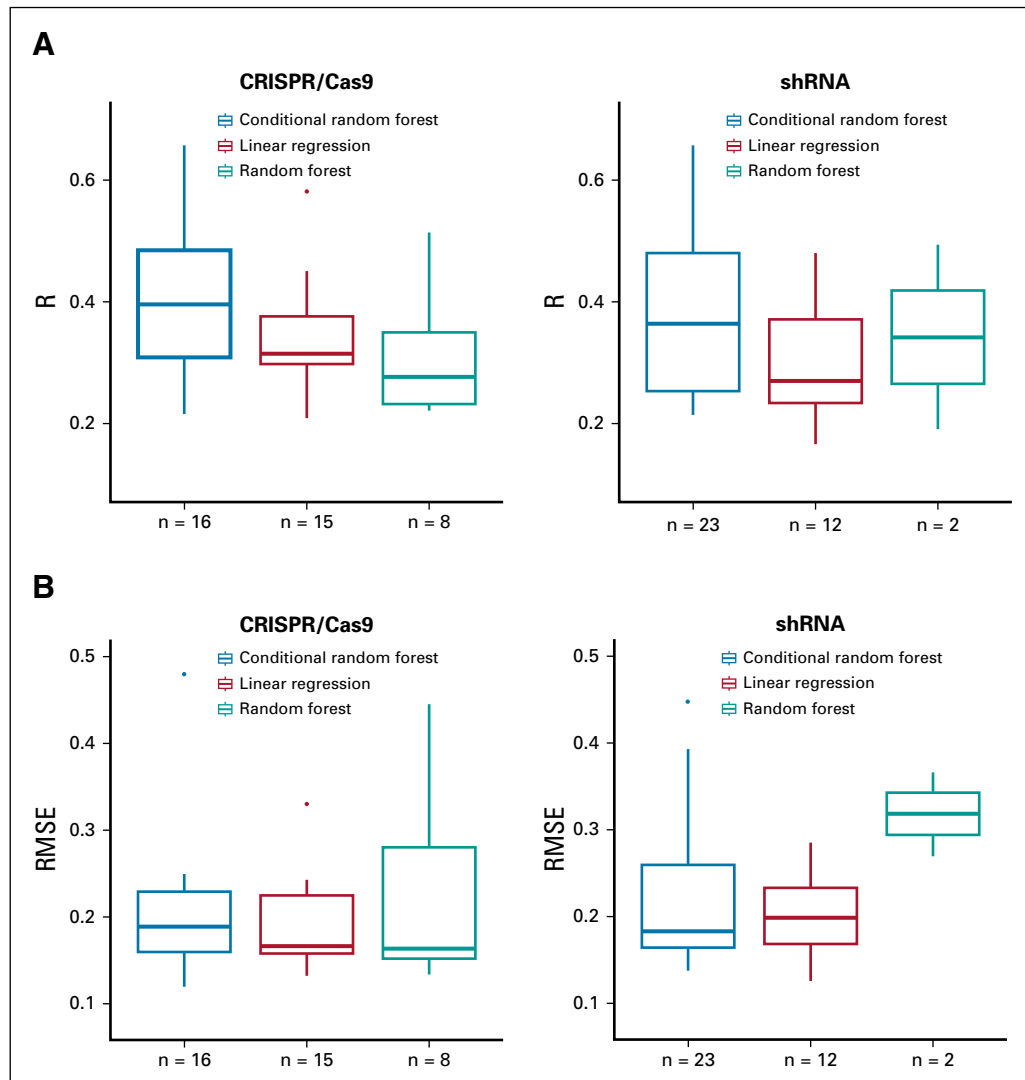 A
CRISPR/Cas9
Conditional random forest
Linear regression
Random forest
R
0.6
0.4
0.2
n = 16
n = 15
n = 8
shRNA
Conditional random forest
Linear regression
Random forest
R
0.6
0.4
0.2
n = 23
n = 12
n = 2
B
CRISPR/Cas9
Conditional random forest
Linear regression
Random forest
RMSE
0.5
0.4
0.3
0.2
0.1
n = 16
n = 15
n = 8
shRNA
Conditional random forest
Linear regression
Random forest
RMSE
0.5
0.4
0.3
0.2
0.1
n = 23
n = 12
n = 2